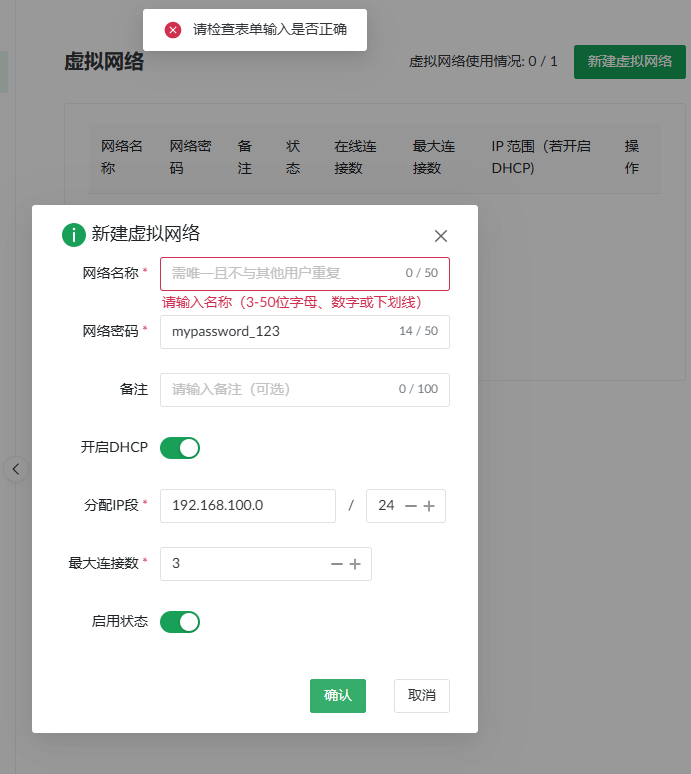 请检查表单输入是否正确
虚拟网络
虚拟网络使用情况: 0 / 1
新建虚拟网络
网络名称
网络密码
备注
状态
在线连接数
最大连接数
IP 范围（若开启 DHCP)
操作
新建虚拟网络
网络名称 *
需唯一且不与其他用户重复
0 / 50
请输入名称（3-50位字母、数字或下划线）
网络密码 *
mypassword_123
14 / 50
备注
请输入备注（可选）
0 / 100
开启DHCP
分配IP段 *
192.168.100.0
/
24
最大连接数 *
3
启用状态
确认
取消